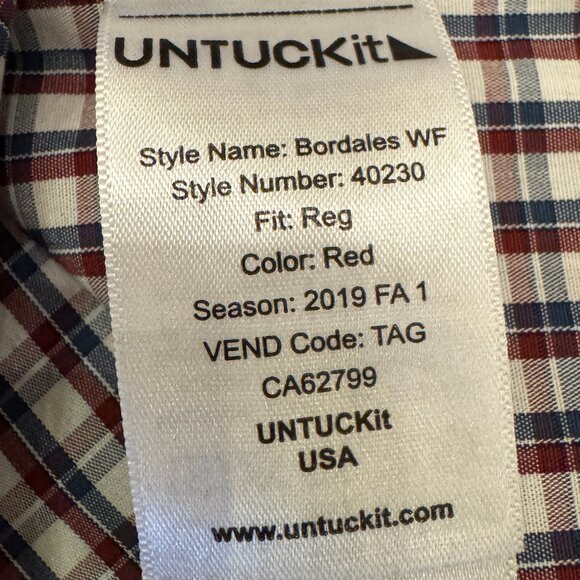 UNTUCKit
Style Name: Bordales WF
Style Number: 40230
Fit: Reg
Color: Red
Season: 2019 FA 1
VEND Code: TAG
CA62799
UNTUCKit
USA
www.untuckit.com